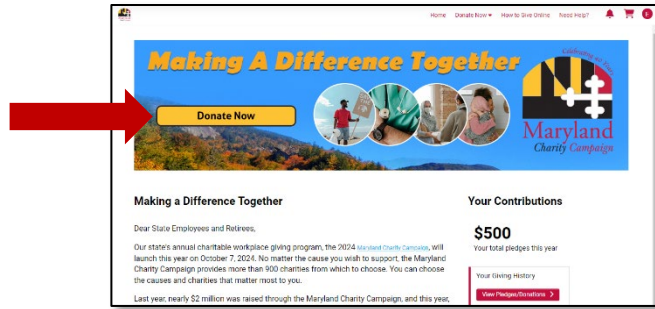 Home Donate Now How to Give Online Need Help?
Making A Difference Together
Donate Now
Maryland
Charity Campaign
Making a Difference Together
Your Contributions
Dear State Employees and Retirees,
$500
Your total pledges this year
Our state's annual charitable workplace giving program, the 2024 Maryland Charity Campaign, will
launch this year on October 7, 2024. No matter the cause you wish to support, the Maryland
Charity Campaign provides more than 900 charities from which to choose. You can choose
the causes and charities that matter most to you.
Your Giving History
View Pledges/Donations
Last year, nearly $2 million was raised through the Maryland Charity Campaign, and this year,